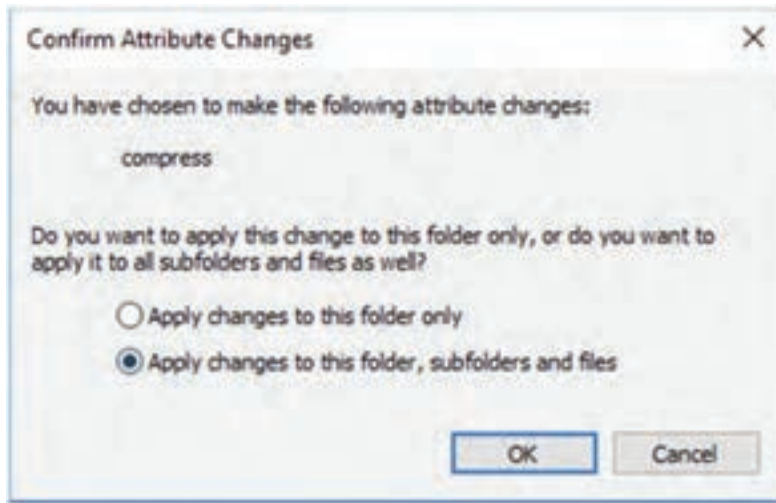 Confirm Attribute Changes
You have chosen to make the following attribute changes:
compress
Do you want to apply this change to this folder only, or do you want to
apply it to all subfolders and files as well?
Apply changes to this folder only
Apply changes to this folder, subfolders and files
OK Cancel